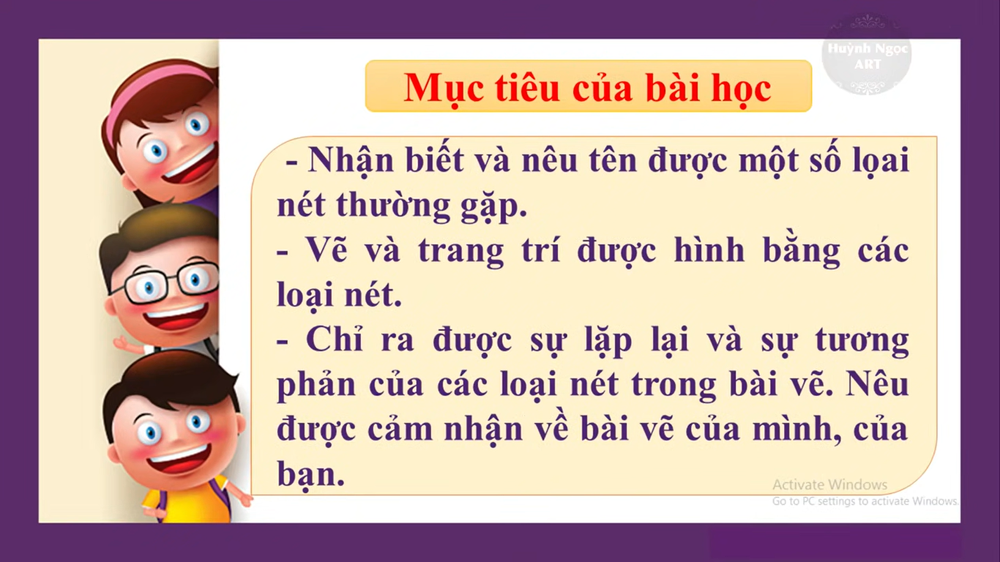 Huỳnh Ngọc
ART
Mục tiêu của bài học
- Nhận biết và nêu tên được một số lọai
nét thường gặp.
- Vẽ và trang trí được hình bằng các
loại nét.
- Chỉ ra được sự lặp lại và sự tương
phản của các loại nét trong bài vẽ. Nêu
được cảm nhận về bài vẽ của mình, của
bạn.
Activate Windows
Go to PC settings to activate Windows.